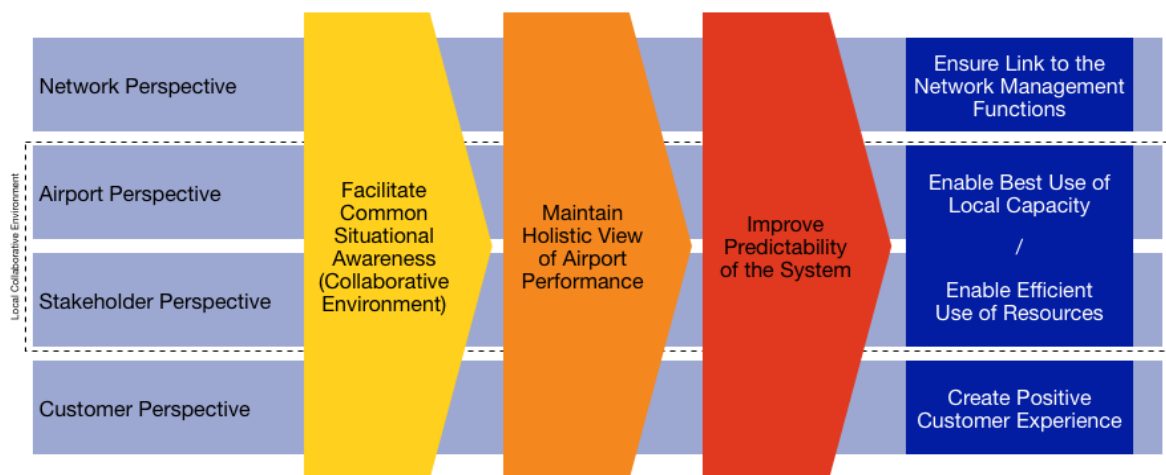 Network Perspective
Airport Perspective
Stakeholder Perspective
Customer Perspective
Local Collaborative Environment
Facilitate
Common
Situational
Awareness
(Collaborative
Environment)
Maintain
Holistic View
of Airport
Performance
Improve
Predictability
of the System
Ensure Link to the
Network Management
Functions
Enable Best Use of
Local Capacity
/
Enable Efficient
Use of Resources
Create Positive
Customer Experience